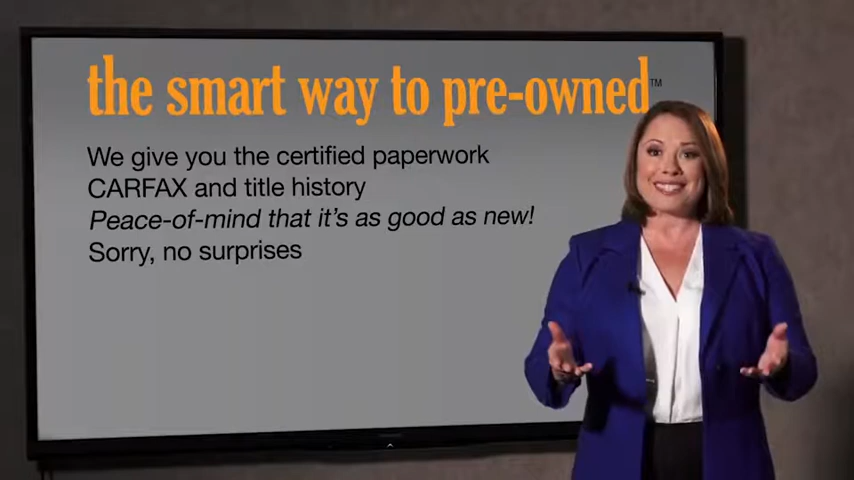 the smart way to pre-owned™
We give you the certified paperwork
CARFAX and title history
Peace-of-mind that it's as good as new!
Sorry, no surprises